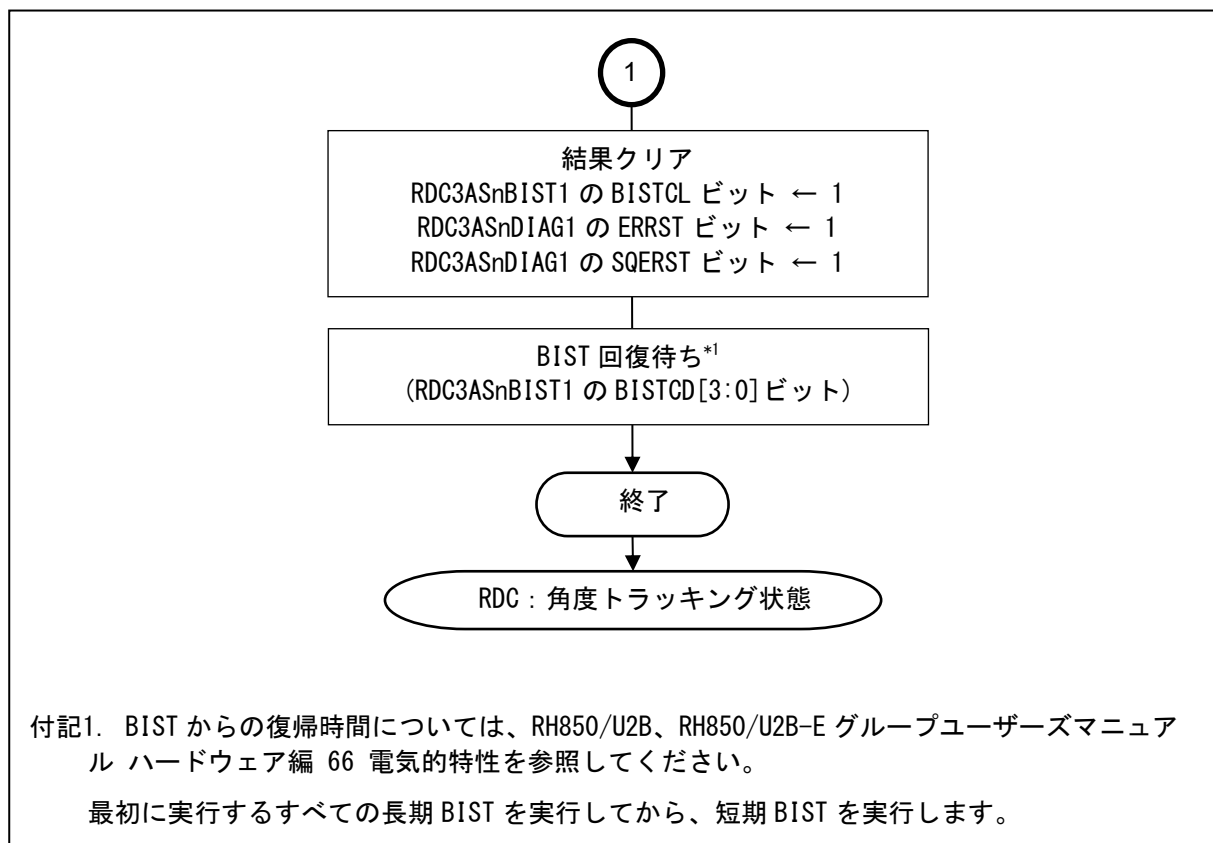 1
結果クリア
RDC3ASnBIST1 の BISTCL ビット ← 1
RDC3ASnDIAG1 の ERRST ビット ← 1
RDC3ASnDIAG1 の SQERST ビット ← 1
BIST 回復待ち*1
(RDC3ASnBIST1 の BISTCD[3:0]ビット)
終了
RDC：角度トラッキング状態
付記1. BIST からの復帰時間については、RH850/U2B、RH850/U2B-E グループユーザーズマニュア
ル ハードウェア編 66 電気的特性を参照してください。
最初に実行するすべての長期 BIST を実行してから、短期 BIST を実行します。